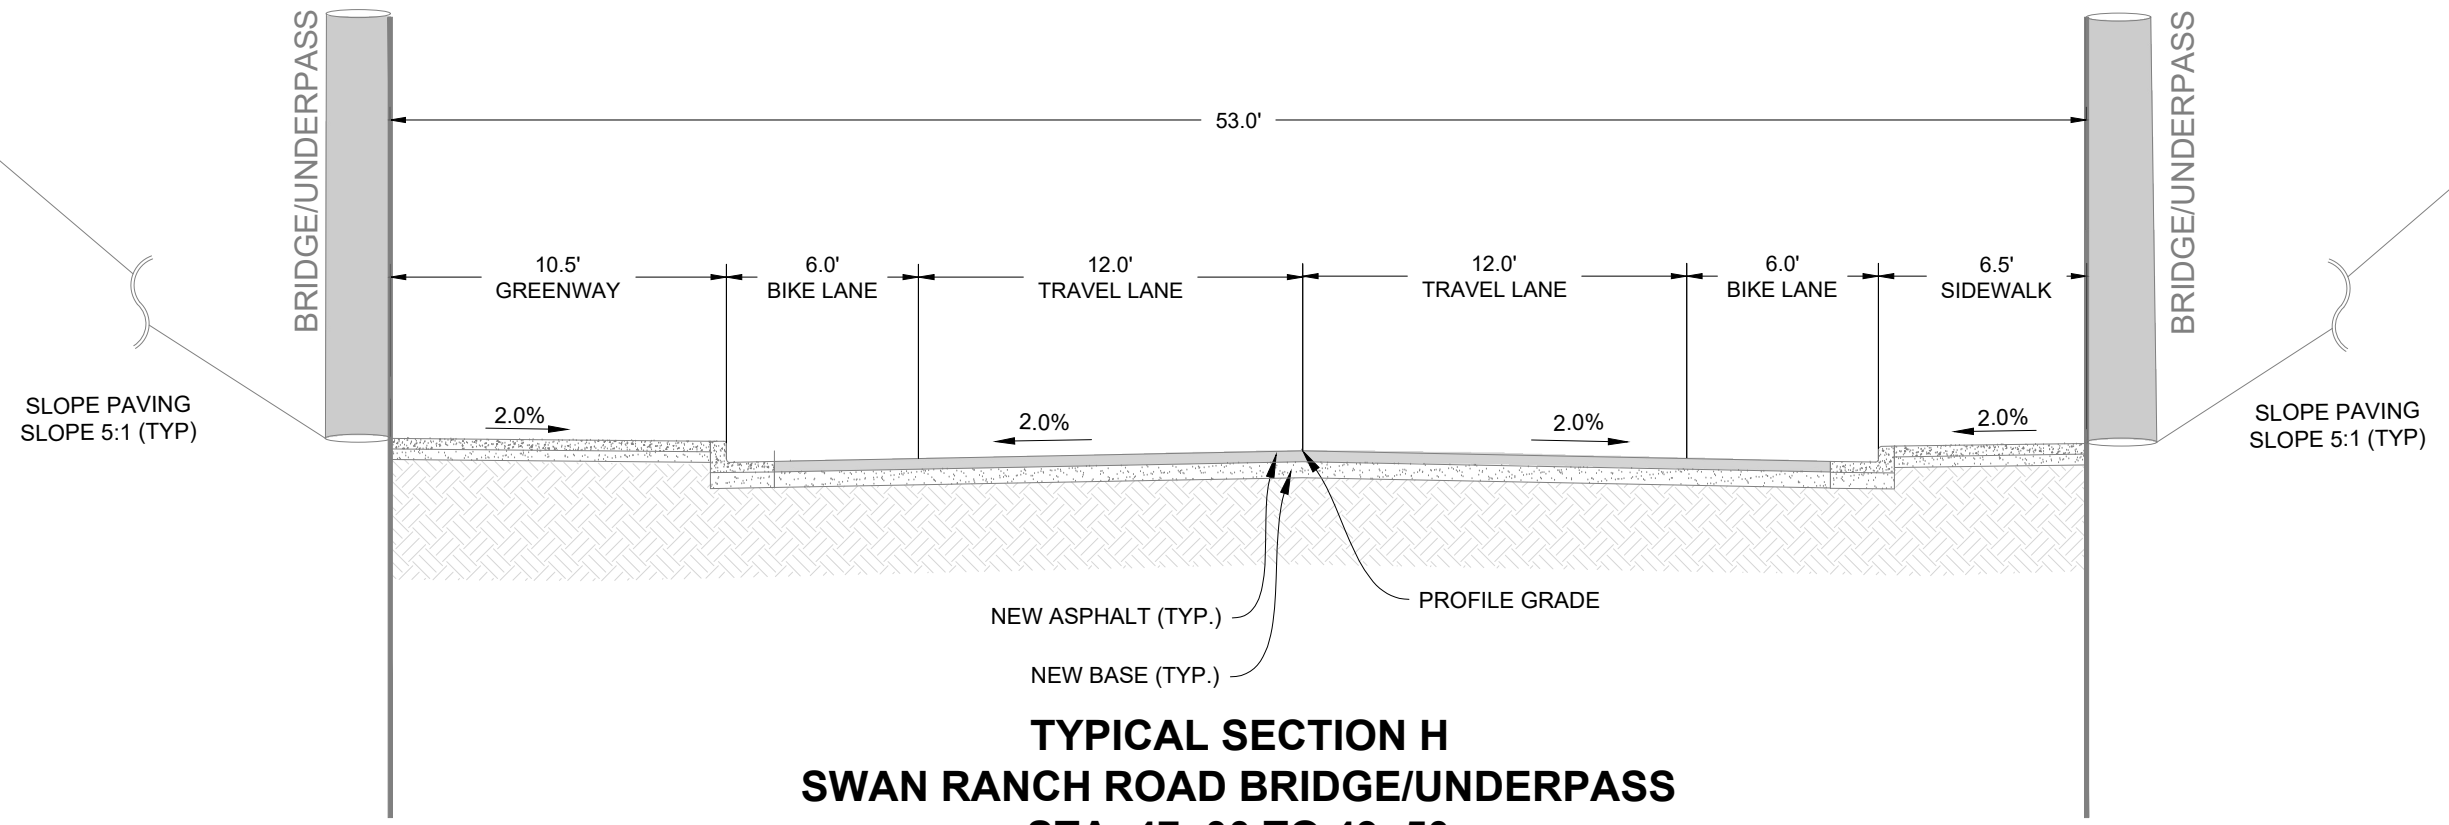 BRIDGE/UNDERPASS
BRIDGE/UNDERPASS
53.0'
10.5'
GREENWAY
6.0'
BIKE LANE
12.0'
TRAVEL LANE
12.0'
TRAVEL LANE
6.0'
BIKE LANE
6.5'
SIDEWALK
SLOPE PAVING
SLOPE 5:1 (TYP)
2.0%
2.0%
2.0%
2.0%
SLOPE PAVING
SLOPE 5:1 (TYP)
NEW ASPHALT (TYP.)
PROFILE GRADE
NEW BASE (TYP.)
TYPICAL SECTION H
SWAN RANCH ROAD BRIDGE/UNDERPASS